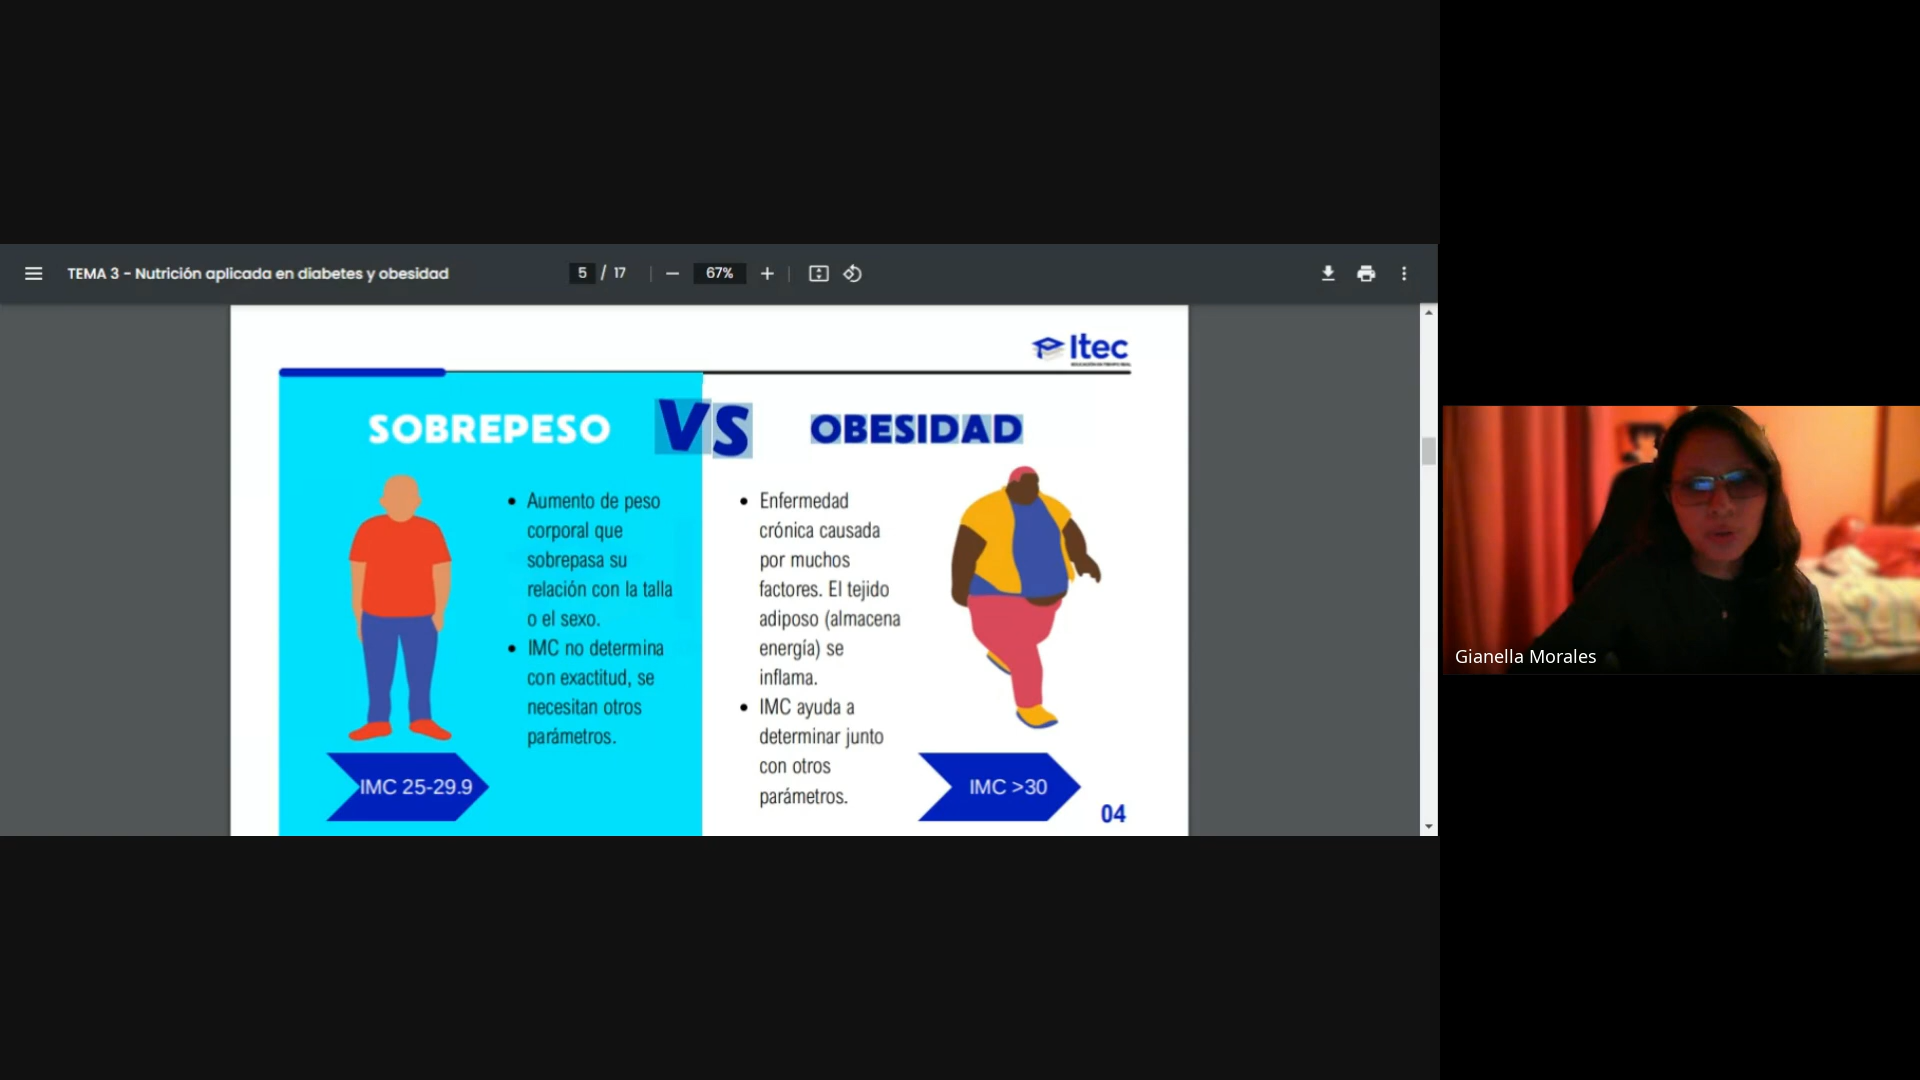 TEMA 3 - Nutrición aplicada en diabetes y obesidad
5 / 17
67%
Itec
SOBREPESO
VS
OBESIDAD
Aumento de peso
corporal que
sobrepasa su
relación con la talla
o el sexo.
IMC no determina
con exactitud, se
necesitan otros
parámetros.
IMC 25-29.9
Enfermedad
crónica causada
por muchos
factores. El tejido
adiposo (almacena
energía) se
inflama.
IMC ayuda a
determinar junto
con otros
parámetros.
IMC >30
04
Gianella Morales